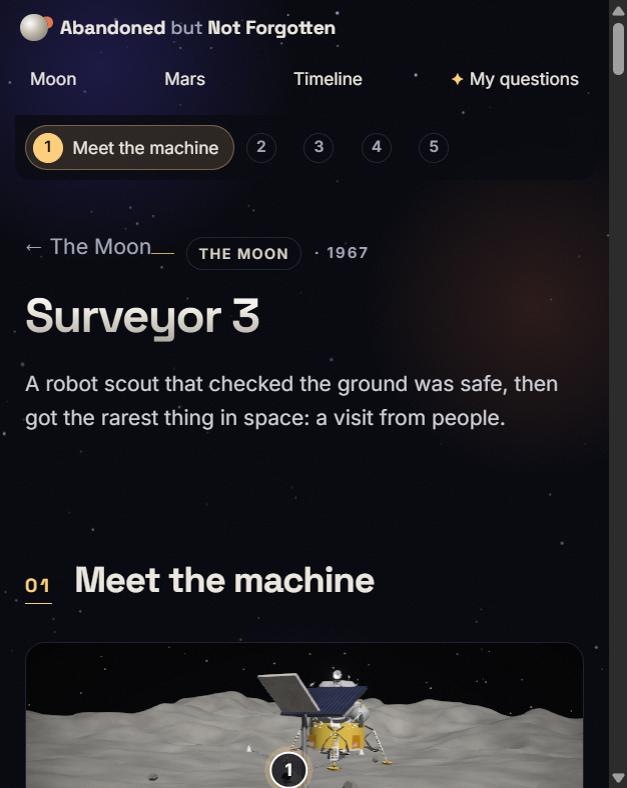 Abandoned but Not Forgotten
Moon Mars Timeline ✦ My questions
1 Meet the machine 2 3 4 5
← The Moon THE MOON · 1967
Surveyor 3
A robot scout that checked the ground was safe, then
got the rarest thing in space: a visit from people.
01 Meet the machine
1